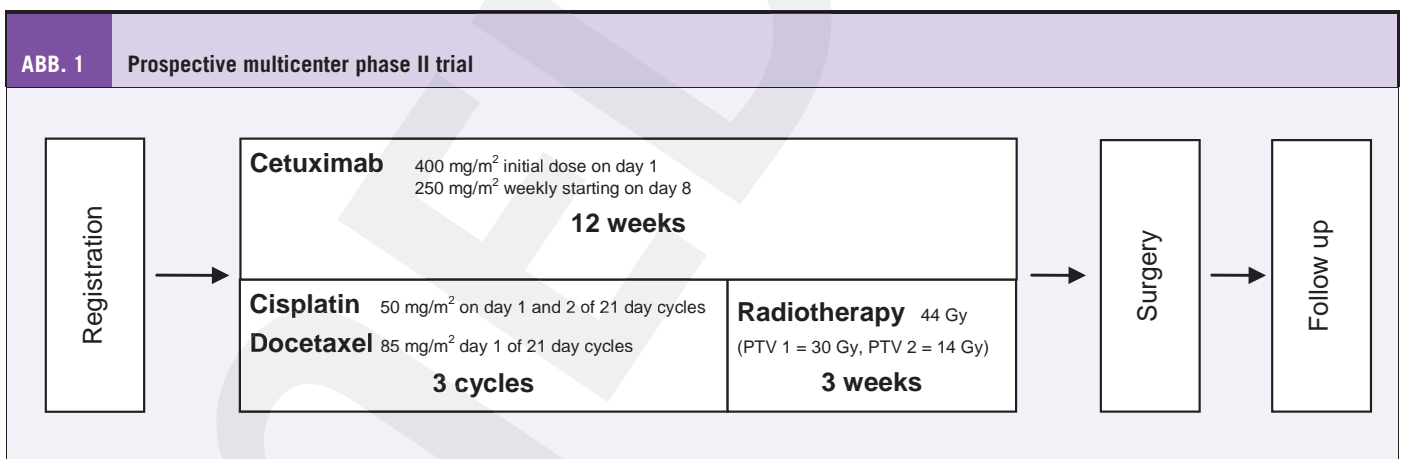 ABB. 1 Prospective multicenter phase II trial
Registration
Cetuximab 400 mg/m² initial dose on day 1
250 mg/m² weekly starting on day 8
12 weeks
Cisplatin 50 mg/m² on day 1 and 2 of 21 day cycles
Docetaxel 85 mg/m² day 1 of 21 day cycles
3 cycles
Radiotherapy 44 Gy
(PTV 1 = 30 Gy, PTV 2 = 14 Gy)
3 weeks
Surgery
Follow up